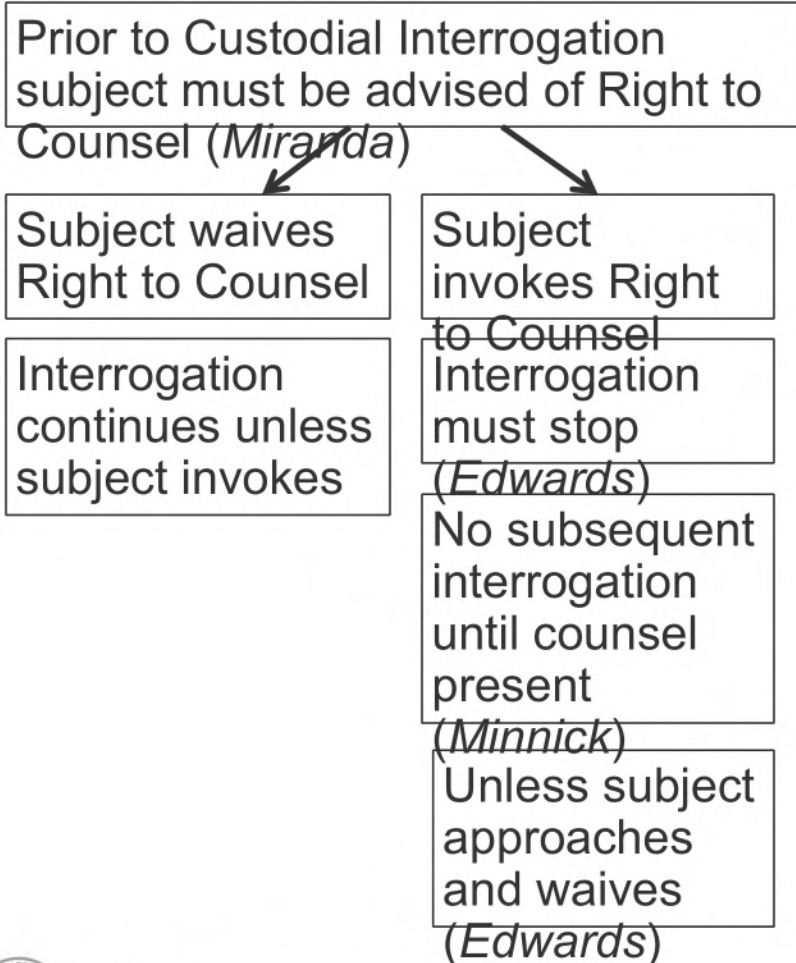 Prior to Custodial Interrogation
subject must be advised of Right to
Counsel (Miranda)
Subject waives
Right to Counsel
Interrogation
continues unless
subject invokes
Subject
invokes Right
to Counsel
Interrogation
must stop
(Edwards)
No subsequent
interrogation
until counsel
present
(Minnick)
Unless subject
approaches
and waives
(Edwards)